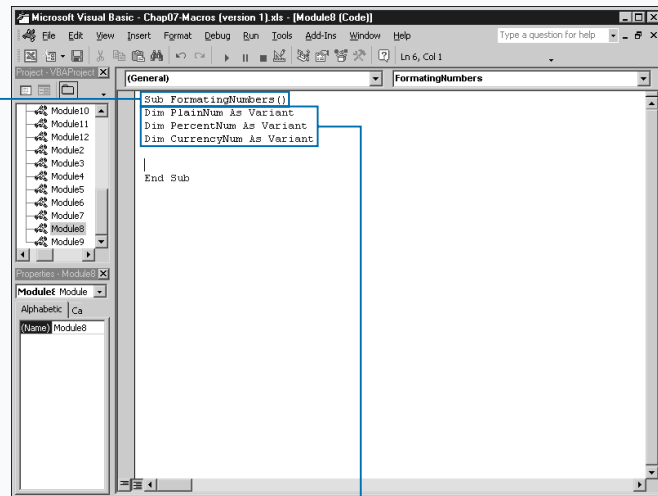 Microsoft Visual Basic - Chap07-Macros (version 1).xls - [Module8 (Code)]
File Edit View Insert Format Debug Run Tools Add-Ins Window Help
Type a question for help
Ln 6, Col 1
Project - VBAProject
(General)
FormatingNumbers
Module10
Module11
Module12
Module2
Module3
Module4
Module5
Module6
Module7
Module8
Module9
Sub FormatingNumbers()
Dim PlainNum As Variant
Dim PercentNum As Variant
Dim CurrencyNum As Variant
End Sub
Properties - Module8
Module8 Module
Alphabetic Ca
(Name) Module8